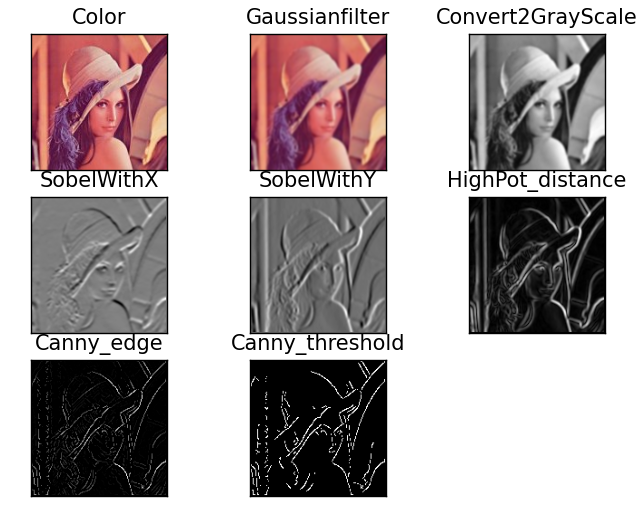 Color
Gaussianfilter
Convert2GrayScale
SobelWithX
SobelWithY
HighPot_distance
Canny_edge
Canny_threshold